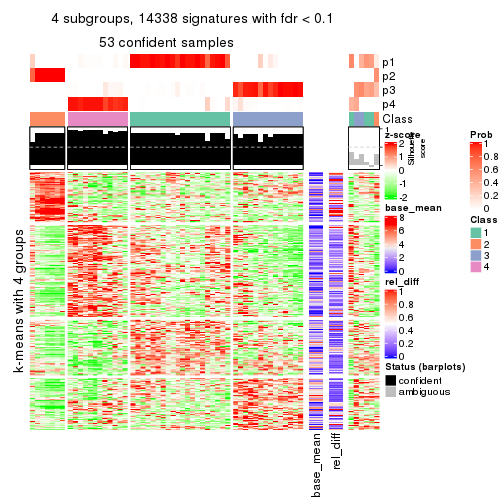 4 subgroups, 14338 signatures with fdr < 0.1
53 confident samples
p1
p2
p3
p4
Class
1
Silhouette
score
k-means with 4 groups
base_mean
rel_diff
z-score
2
1
0
-1
-2
base_mean
8
6
4
2
0
rel_diff
1
0.8
0.6
0.4
0.2
0
Status (barplots)
confident
ambiguous
Prob
1
0.8
0.6
0.4
0.2
0
Class
1
2
3
4